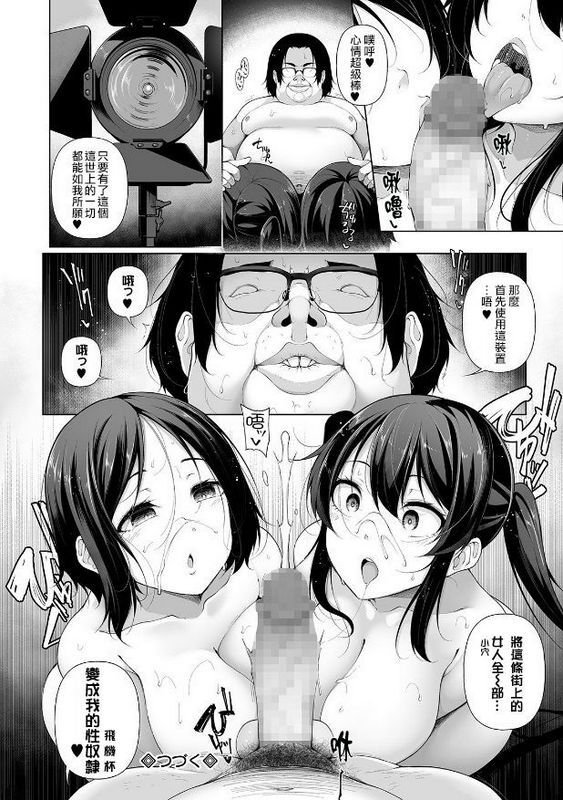 噗呼♥
心情超級棒♥
啾
啾嚕
只要有了這個
這世上的一切
都能如我所願♥
那麼
首先使用這裝置
…唔♥
哦っ♥
哦っ♥
唔
將這條街上的
女人全～部…
小穴
咻
變成我的性奴隷♥
飛機杯
つづく